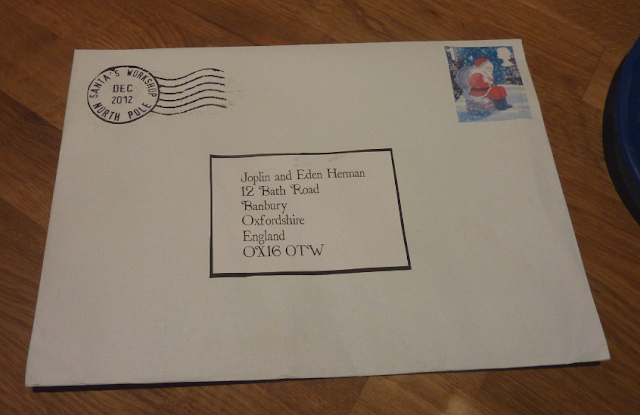 SANTA'S WORKSHOP
DEC
2012
NORTH POLE
Joplin and Eden Herman
12 Bath Road
Banbury
Oxfordshire
England
OX16 0TW